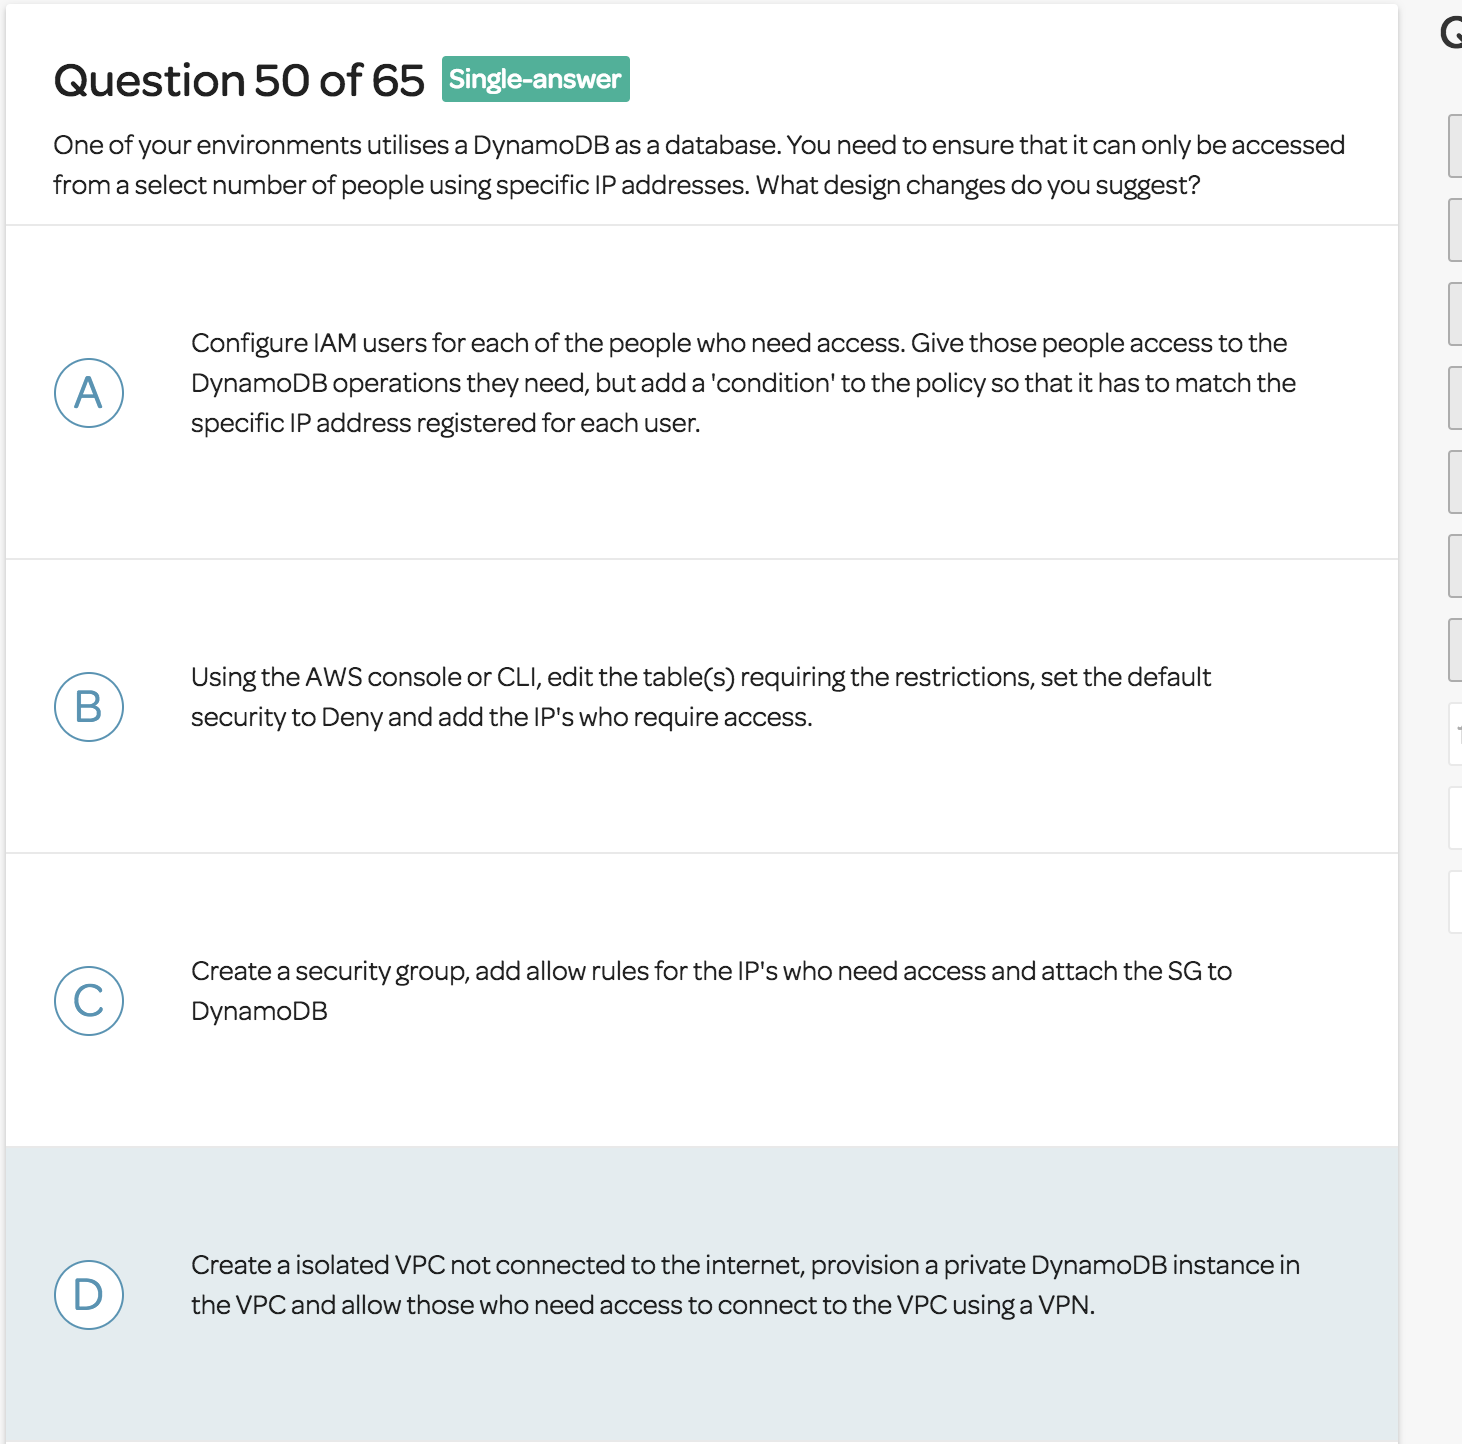 Question 50 of 65 Single-answer
One of your environments utilises a DynamoDB as a database. You need to ensure that it can only be accessed
from a select number of people using specific IP addresses. What design changes do you suggest?
A
Configure IAM users for each of the people who need access. Give those people access to the
DynamoDB operations they need, but add a 'condition' to the policy so that it has to match the
specific IP address registered for each user.
B
Using the AWS console or CLI, edit the table(s) requiring the restrictions, set the default
security to Deny and add the IP's who require access.
C
Create a security group, add allow rules for the IP's who need access and attach the SG to
DynamoDB
D
Create a isolated VPC not connected to the internet, provision a private DynamoDB instance in
the VPC and allow those who need access to connect to the VPC using a VPN.